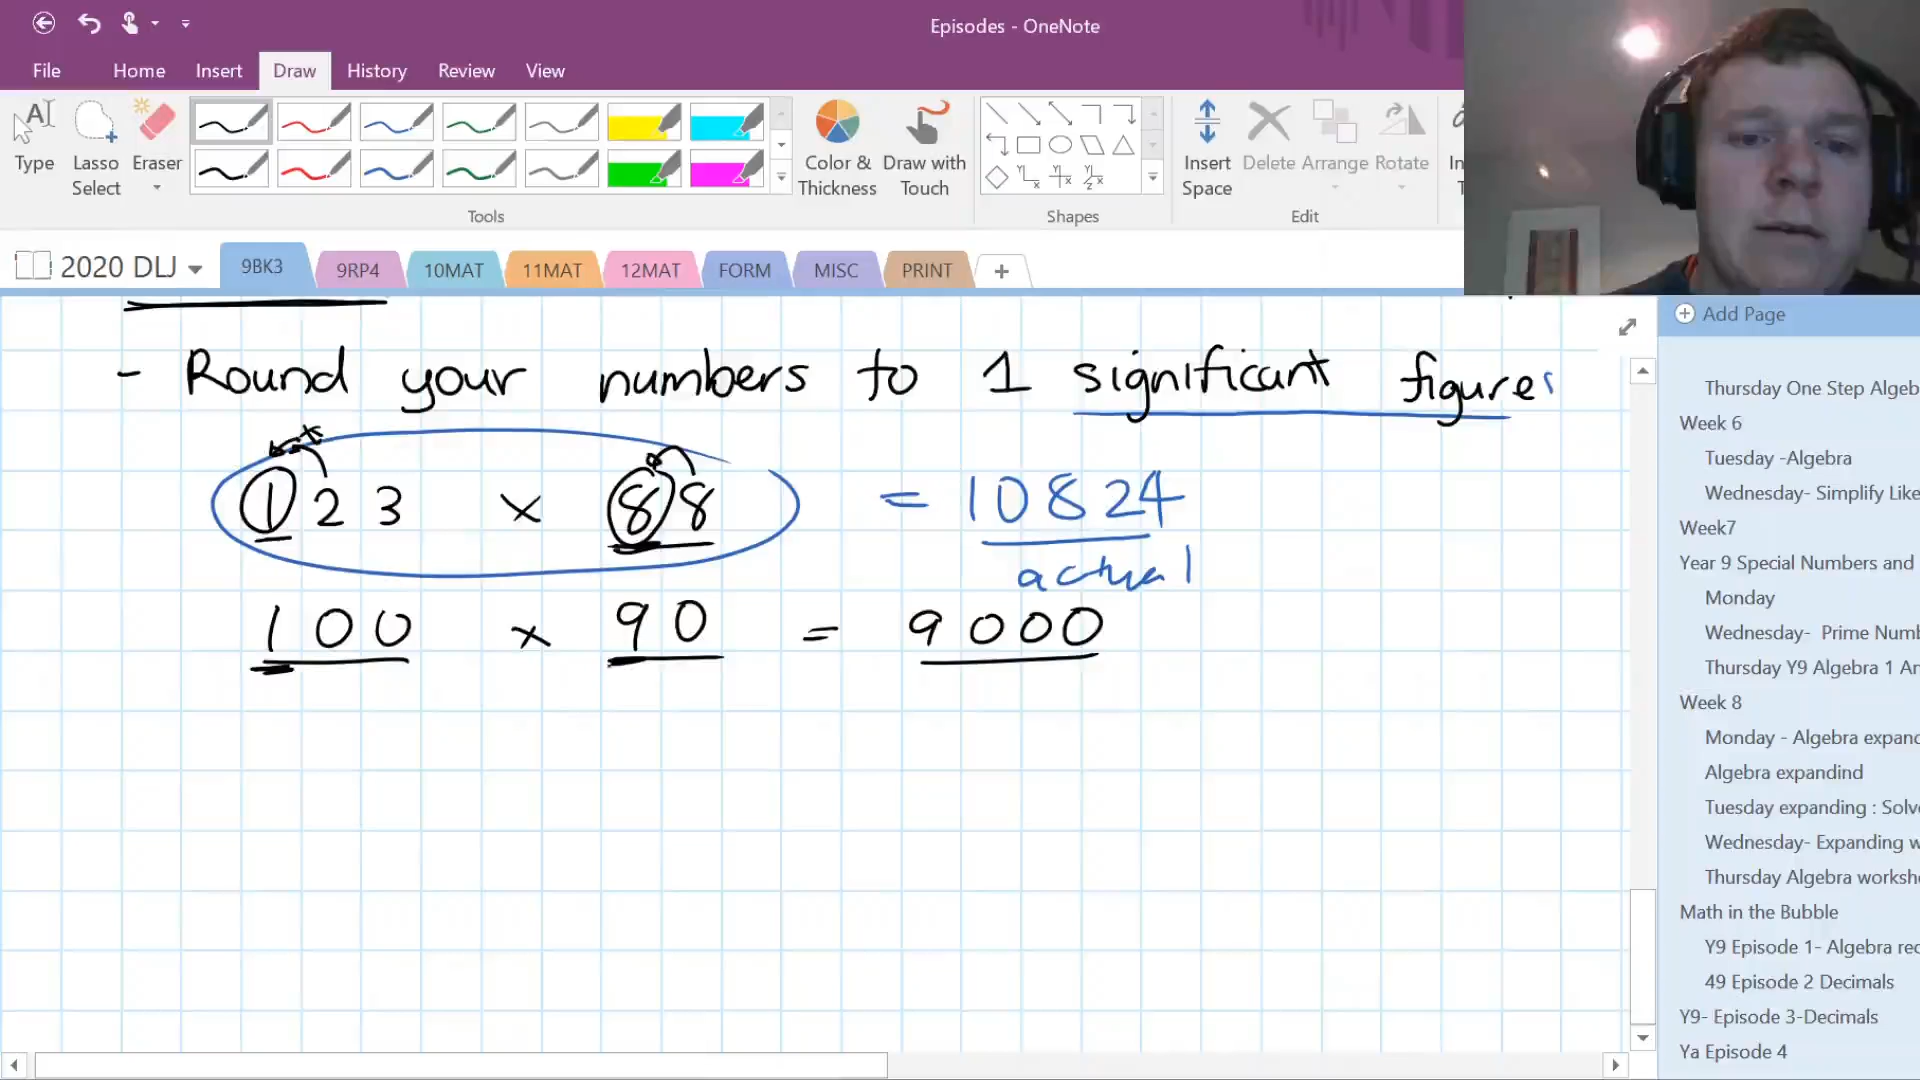 Episodes - OneNote
File Home Insert Draw History Review View
Type Lasso Select Eraser Color & Thickness Draw with Touch Insert Space Delete Arrange Rotate
Tools Shapes Edit
2020 DLJ 9BK3 9RP4 10MAT 11MAT 12MAT FORM MISC PRINT
- Round your numbers to 1 significant figure
123 × 88 = 10824
actual
100 × 90 = 9000
Add Page
Thursday One Step Algeb
Week 6
Tuesday -Algebra
Wednesday- Simplify Like
Week7
Year 9 Special Numbers and
Monday
Wednesday- Prime Numb
Thursday Y9 Algebra 1 An
Week 8
Monday - Algebra expand
Algebra expandind
Tuesday expanding : Solv
Wednesday- Expanding w
Thursday Algebra worksh
Math in the Bubble
Y9 Episode 1- Algebra rec
49 Episode 2 Decimals
Y9- Episode 3-Decimals
Ya Episode 4